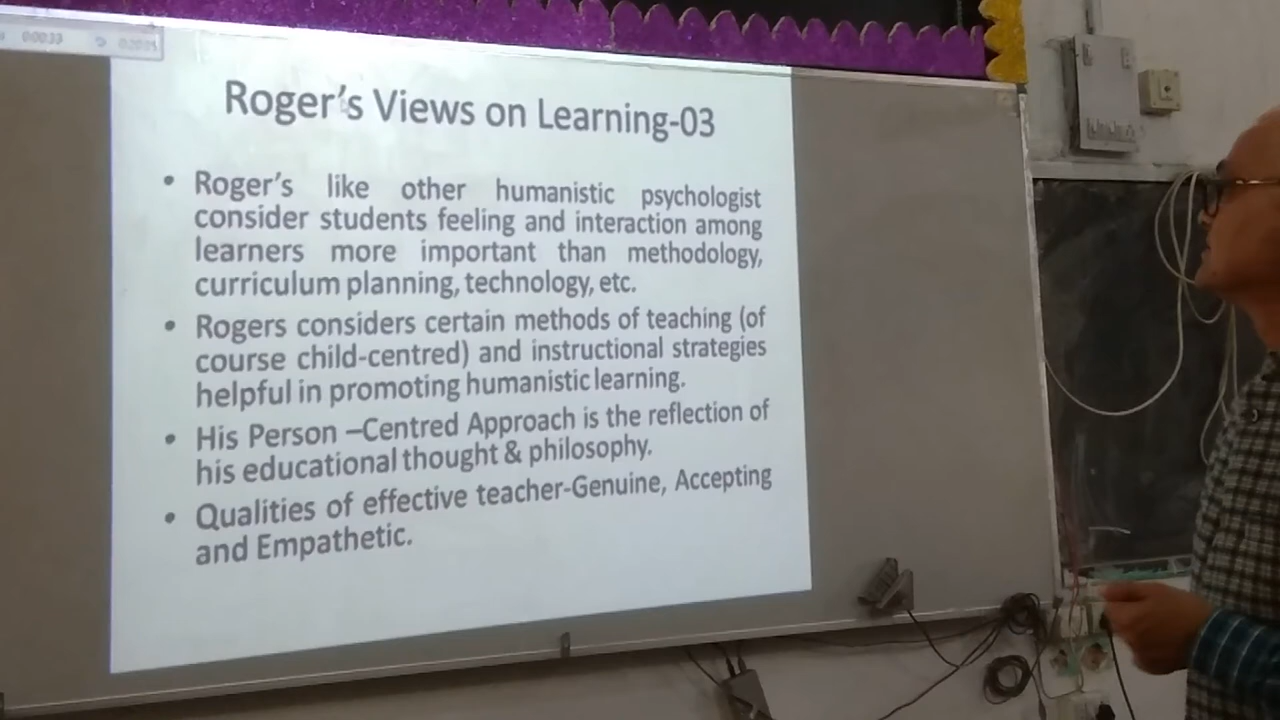 00:00:33
Roger's Views on Learning-03
• Roger's like other humanistic psychologist
consider students feeling and interaction among
learners more important than methodology,
curriculum planning, technology, etc.
• Rogers considers certain methods of teaching (of
course child-centred) and instructional strategies
helpful in promoting humanistic learning.
• His Person –Centred Approach is the reflection of
his educational thought & philosophy.
• Qualities of effective teacher-Genuine, Accepting
and Empathetic.